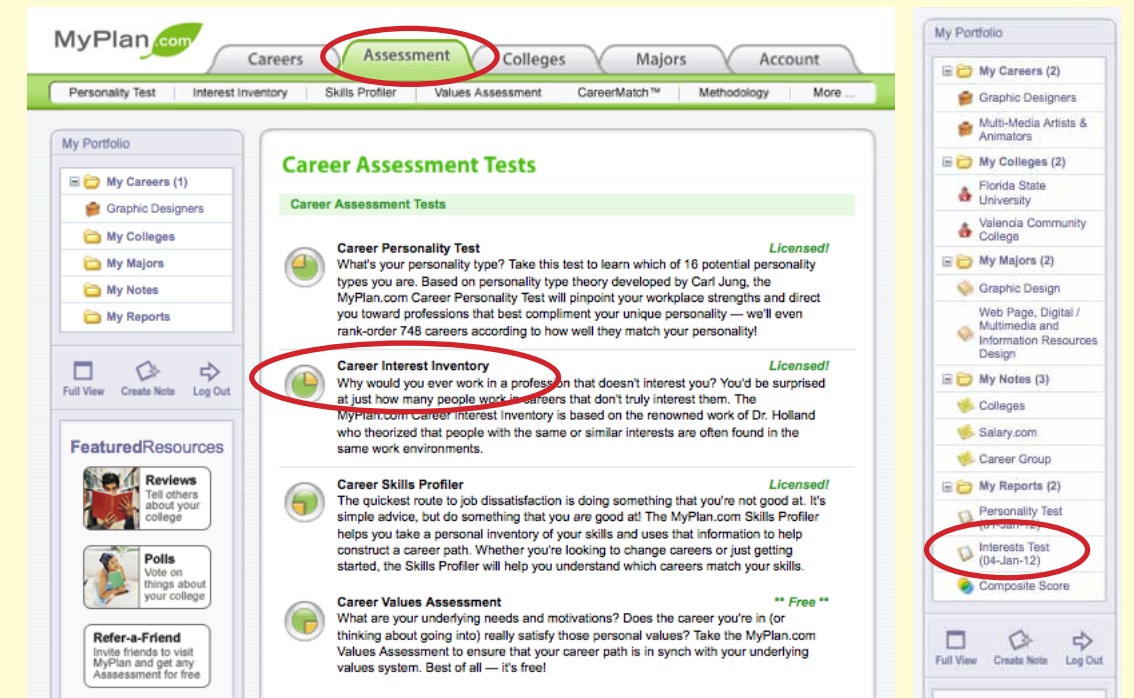 MyPlan.com
Careers
Assessment
Colleges
Majors
Account
Personality Test
Interest Inventory
Skills Profiler
Values Assessment
CareerMatch™
Methodology
More ...
My Portfolio
My Careers (1)
Graphic Designers
My Colleges
My Majors
My Notes
My Reports
Full View
Create Note
Log Out
FeaturedResources
Reviews
Tell others
about your
college
Polls
Vote on
things about
your college
Refer-a-Friend
Invite friends to visit
MyPlan and get any
Asssessment for free
Career Assessment Tests
Career Assessment Tests
Career Personality Test Licensed!
What's your personality type? Take this test to learn which of 16 potential personality
types you are. Based on personality type theory developed by Carl Jung, the
MyPlan.com Career Personality Test will pinpoint your workplace strengths and direct
you toward professions that best compliment your unique personality — we'll even
rank-order 748 careers according to how well they match your personality!
Career Interest Inventory Licensed!
Why would you ever work in a profession that doesn't interest you? You'd be surprised
at just how many people work in careers that don't truly interest them. The
MyPlan.com Career Interest Inventory is based on the renowned work of Dr. Holland
who theorized that people with the same or similar interests are often found in the
same work environments.
Career Skills Profiler Licensed!
The quickest route to job dissatisfaction is doing something that you're not good at. It's
simple advice, but do something that you are good at! The MyPlan.com Skills Profiler
helps you take a personal inventory of your skills and uses that information to help
construct a career path. Whether you're looking to change careers or just getting
started, the Skills Profiler will help you understand which careers match your skills.
Career Values Assessment ** Free **
What are your underlying needs and motivations? Does the career you're in (or
thinking about going into) really satisfy those personal values? Take the MyPlan.com
Values Assessment to ensure that your career path is in synch with your underlying
values system. Best of all — it's free!
My Portfolio
My Careers (2)
Graphic Designers
Multi-Media Artists &
Animators
My Colleges (2)
Florida State
University
Valencia Community
College
My Majors (2)
Graphic Design
Web Page, Digital /
Multimedia and
Information Resources
Design
My Notes (3)
Colleges
Salary.com
Career Group
My Reports (2)
Personality Test
(01-Jan-12)
Interests Test
(04-Jan-12)
Composite Score
Full View
Create Note
Log Out